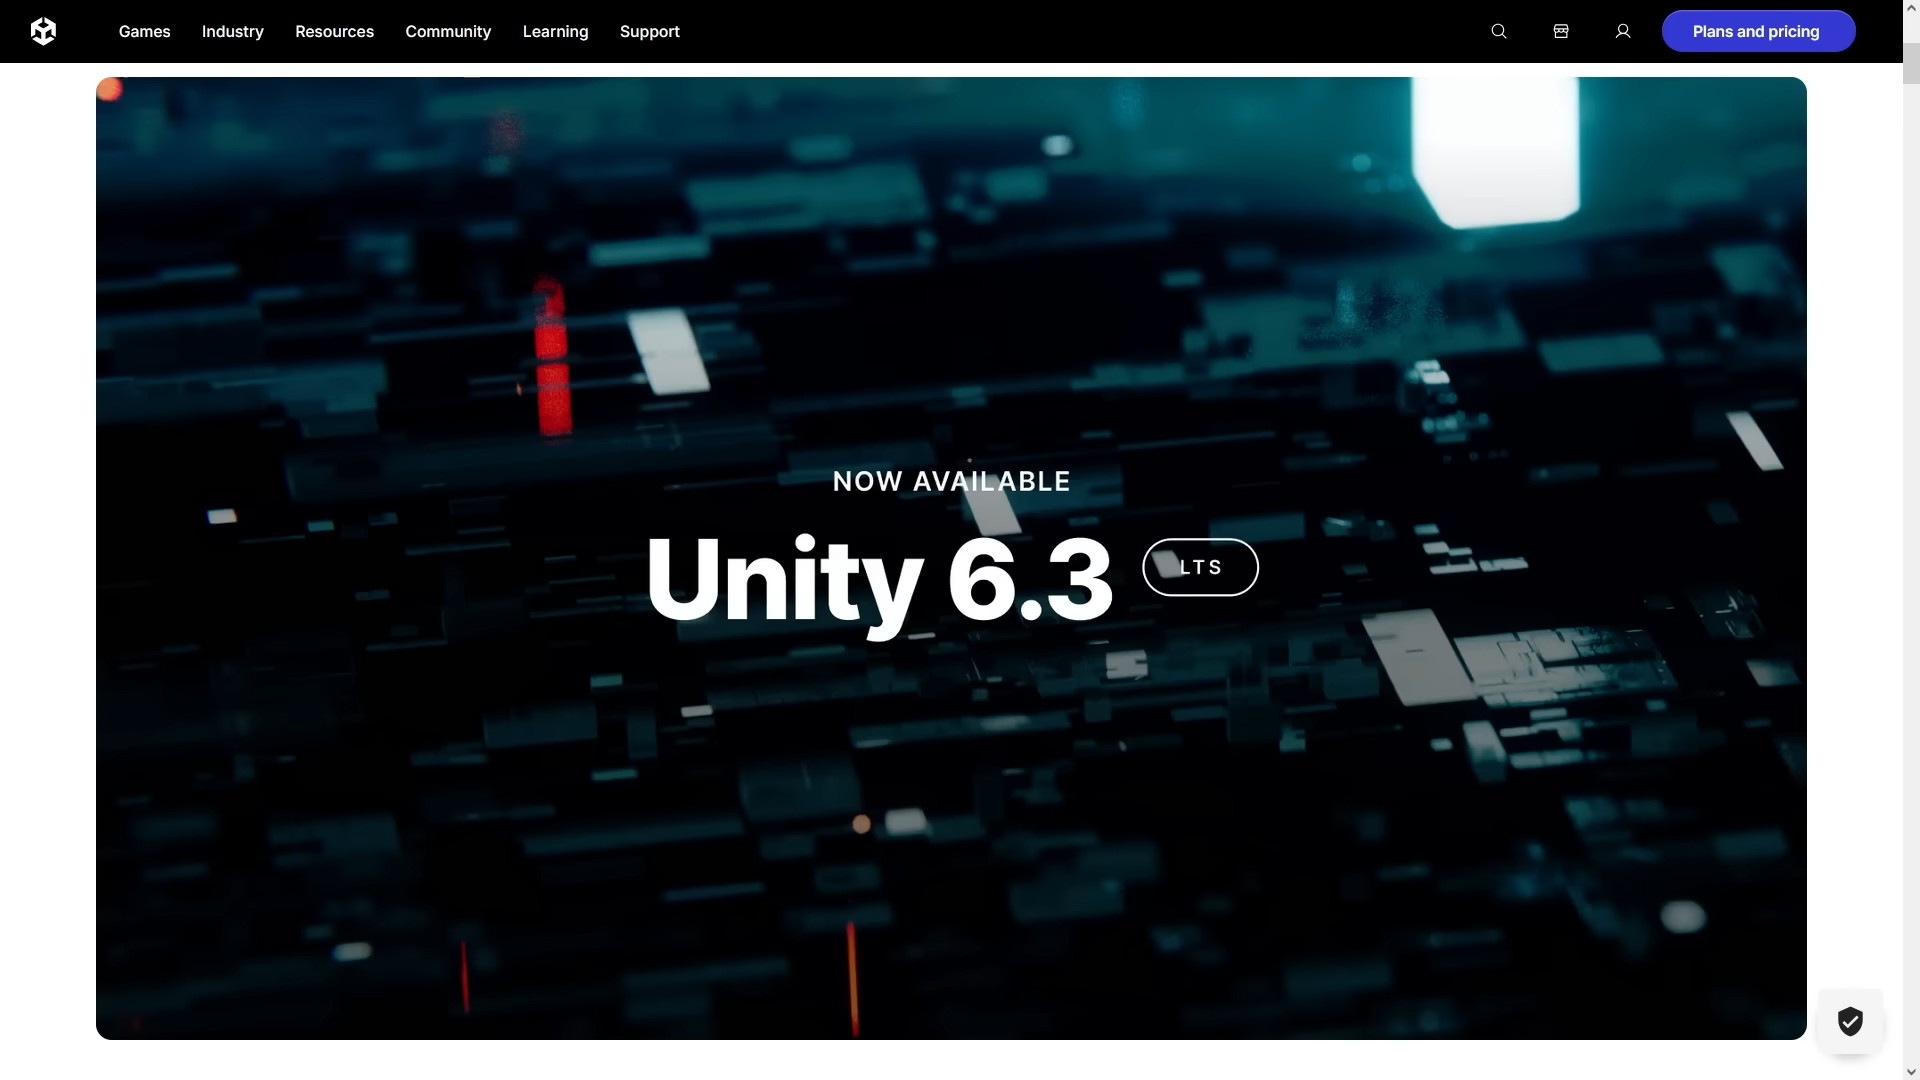 Games Industry Resources Community Learning Support Plans and pricing
NOW AVAILABLE
Unity 6.3 LTS